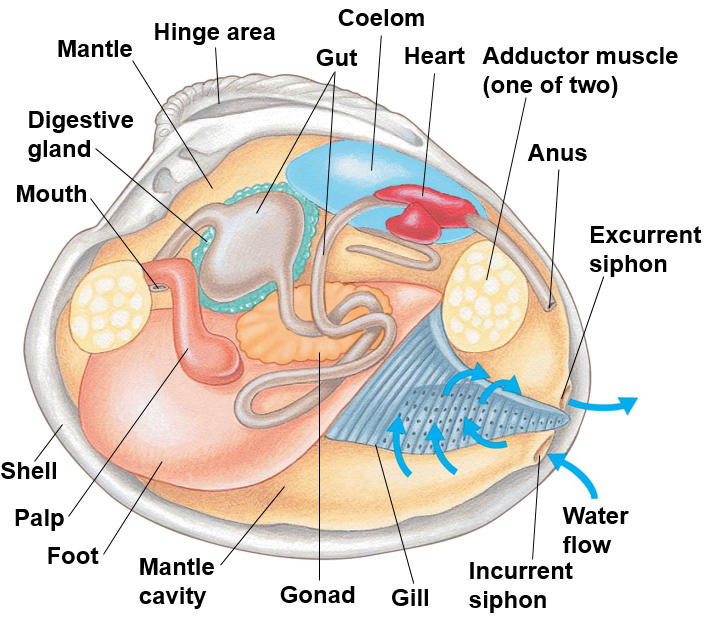 Coelom
Hinge area
Mantle
Gut
Heart
Adductor muscle
(one of two)
Digestive
gland
Anus
Mouth
Excurrent
siphon
Shell
Palp
Foot
Mantle
cavity
Gonad
Gill
Incurrent
siphon
Water
flow